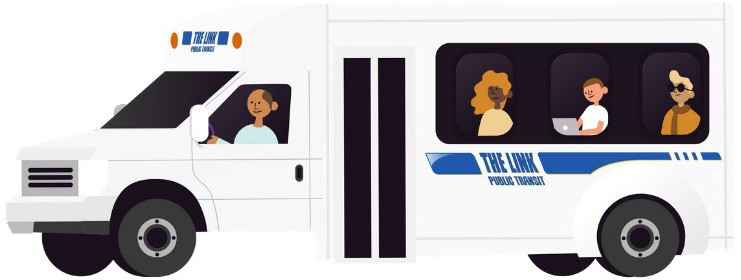 THE LINK
PUBLIC TRANSIT
THE LINK
PUBLIC TRANSIT